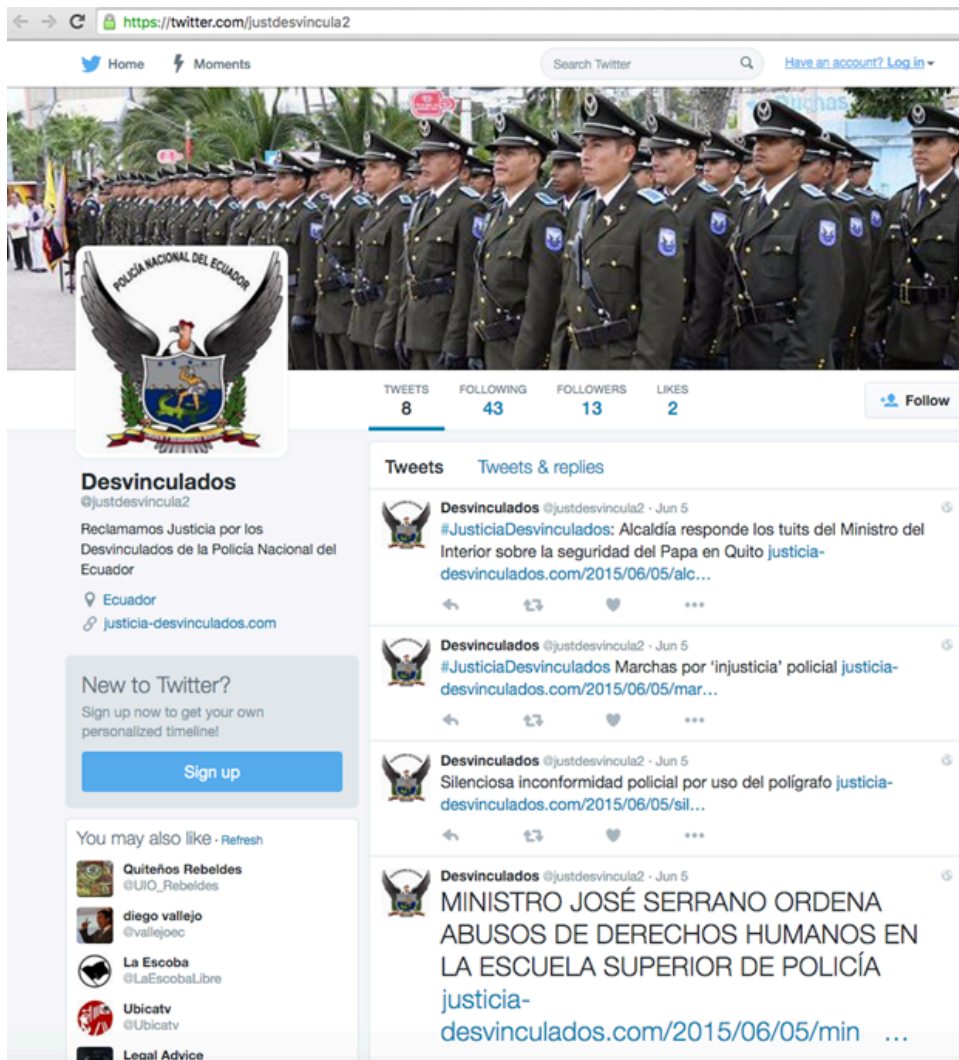 https://twitter.com/justdesvincula2
Home
Moments
Search Twitter
Have an account? Log in
Duchas
POLICÍA NACIONAL DEL ECUADOR
TWEETS
8
FOLLOWING
43
FOLLOWERS
13
LIKES
2
Follow
Desvinculados
@justdesvincula2
Reclamamos Justicia por los
Desvinculados de la Policía Nacional del
Ecuador
Ecuador
justicia-desvinculados.com
New to Twitter?
Sign up now to get your own
personalized timeline!
Sign up
You may also like · Refresh
Quiteños Rebeldes
@UIO_Rebeldes
diego vallejo
@vallejoec
La Escoba
@LaEscobaLibre
Ubicatv
@Ubicatv
Legal Advice
Tweets Tweets & replies
Desvinculados @justdesvincula2 · Jun 5
#JusticiaDesvinculados: Alcaldía responde los tuits del Ministro del
Interior sobre la seguridad del Papa en Quito justicia-
desvinculados.com/2015/06/05/alc...
Desvinculados @justdesvincula2 · Jun 5
#JusticiaDesvinculados Marchas por ‘injusticia’ policial justicia-
desvinculados.com/2015/06/05/mar...
Desvinculados @justdesvincula2 · Jun 5
Silenciosa inconformidad policial por uso del polígrafo justicia-
desvinculados.com/2015/06/05/sil...
Desvinculados @justdesvincula2 · Jun 5
MINISTRO JOSÉ SERRANO ORDENA
ABUSOS DE DERECHOS HUMANOS EN
LA ESCUELA SUPERIOR DE POLICÍA
justicia-
desvinculados.com/2015/06/05/min ...